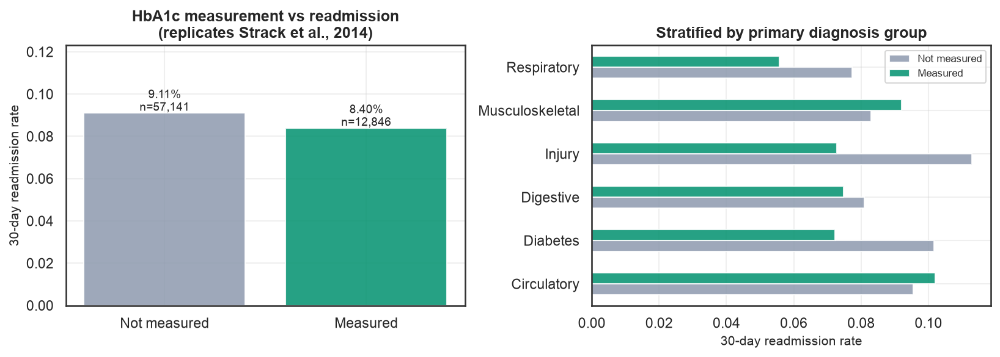 HbA1c measurement vs readmission
(replicates Strack et al., 2014)
30-day readmission rate
0.12
0.10
0.08
0.06
0.04
0.02
0.00
9.11%
n=57,141
8.40%
n=12,846
Not measured
Measured
Stratified by primary diagnosis group
Not measured
Measured
Respiratory
Musculoskeletal
Injury
Digestive
Diabetes
Circulatory
0.00
0.02
0.04
0.06
0.08
0.10
30-day readmission rate